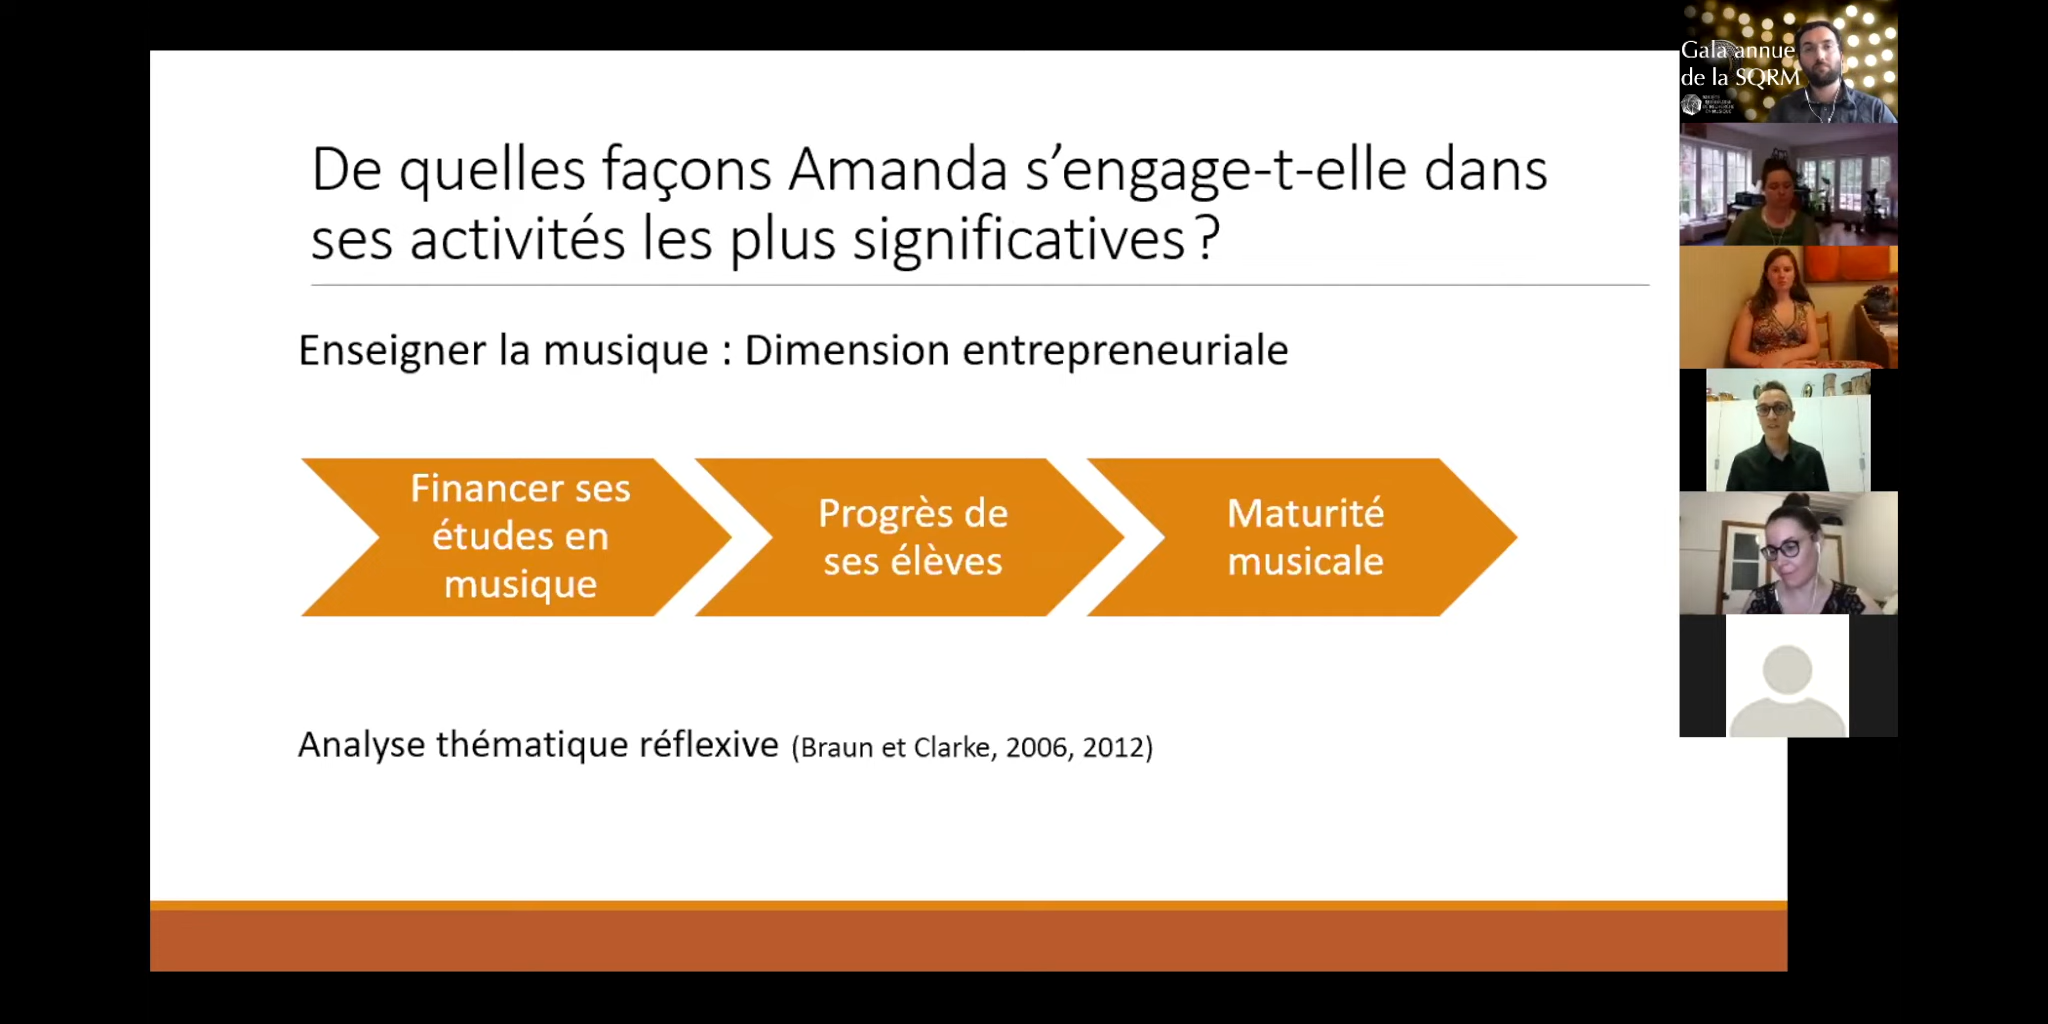 De quelles façons Amanda s’engage-t-elle dans
ses activités les plus significatives ?
Enseigner la musique : Dimension entrepreneuriale
Financer ses
études en
musique
Progrès de
ses élèves
Maturité
musicale
Analyse thématique réflexive (Braun et Clarke, 2006, 2012)
Gala annue
de la SQRM